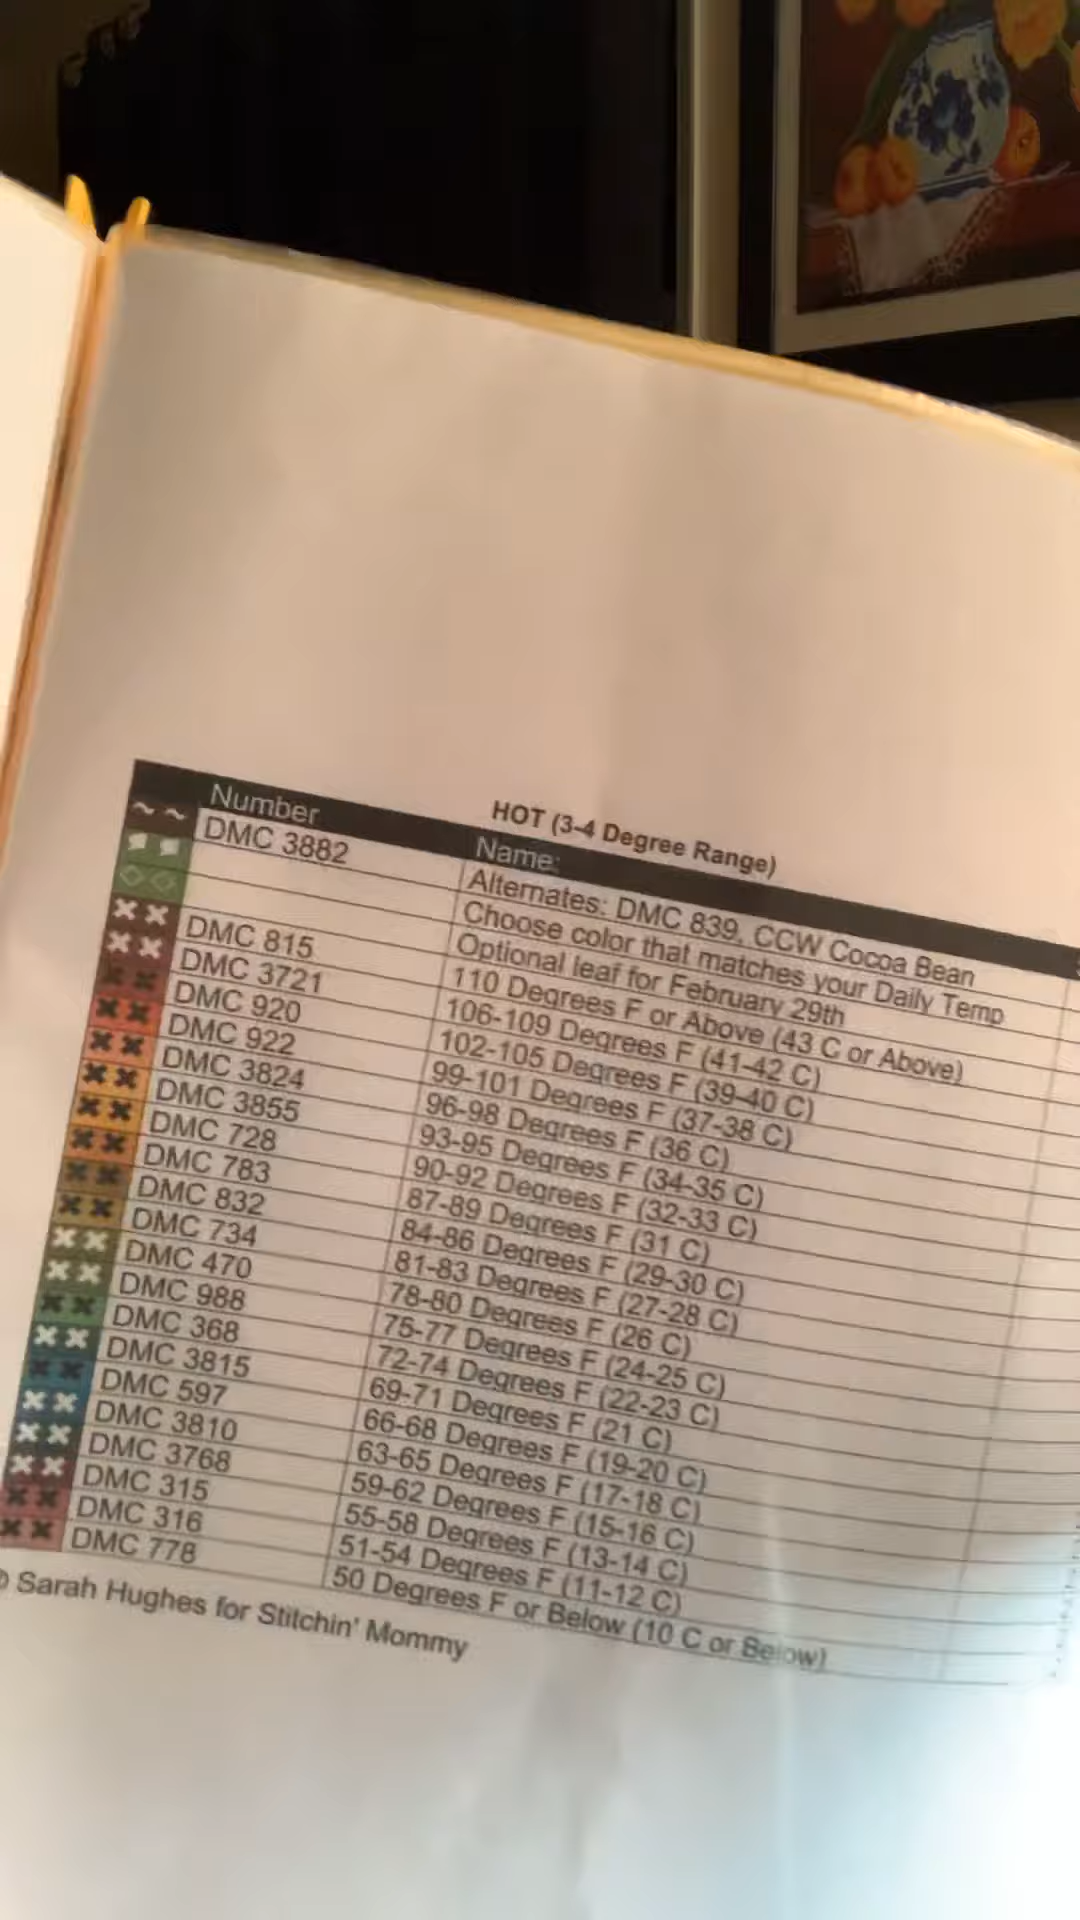 HOT (3-4 Degree Range)
Number Name:
DMC 3882 Alternates: DMC 839, CCW Cocoa Bean
Choose color that matches your Daily Temp
Optional leaf for February 29th
DMC 815 110 Degrees F or Above (43 C or Above)
DMC 3721 106-109 Degrees F (41-42 C)
DMC 920 102-105 Degrees F (39-40 C)
DMC 922 99-101 Degrees F (37-38 C)
DMC 3824 96-98 Degrees F (36 C)
DMC 3855 93-95 Degrees F (34-35 C)
DMC 728 90-92 Degrees F (32-33 C)
DMC 783 87-89 Degrees F (31 C)
DMC 832 84-86 Degrees F (29-30 C)
DMC 734 81-83 Degrees F (27-28 C)
DMC 470 78-80 Degrees F (26 C)
DMC 988 75-77 Degrees F (24-25 C)
DMC 368 72-74 Degrees F (22-23 C)
DMC 3815 69-71 Degrees F (21 C)
DMC 597 66-68 Degrees F (19-20 C)
DMC 3810 63-65 Degrees F (17-18 C)
DMC 3768 59-62 Degrees F (15-16 C)
DMC 315 55-58 Degrees F (13-14 C)
DMC 316 51-54 Degrees F (11-12 C)
DMC 778 50 Degrees F or Below (10 C or Below)
© Sarah Hughes for Stitchin' Mommy